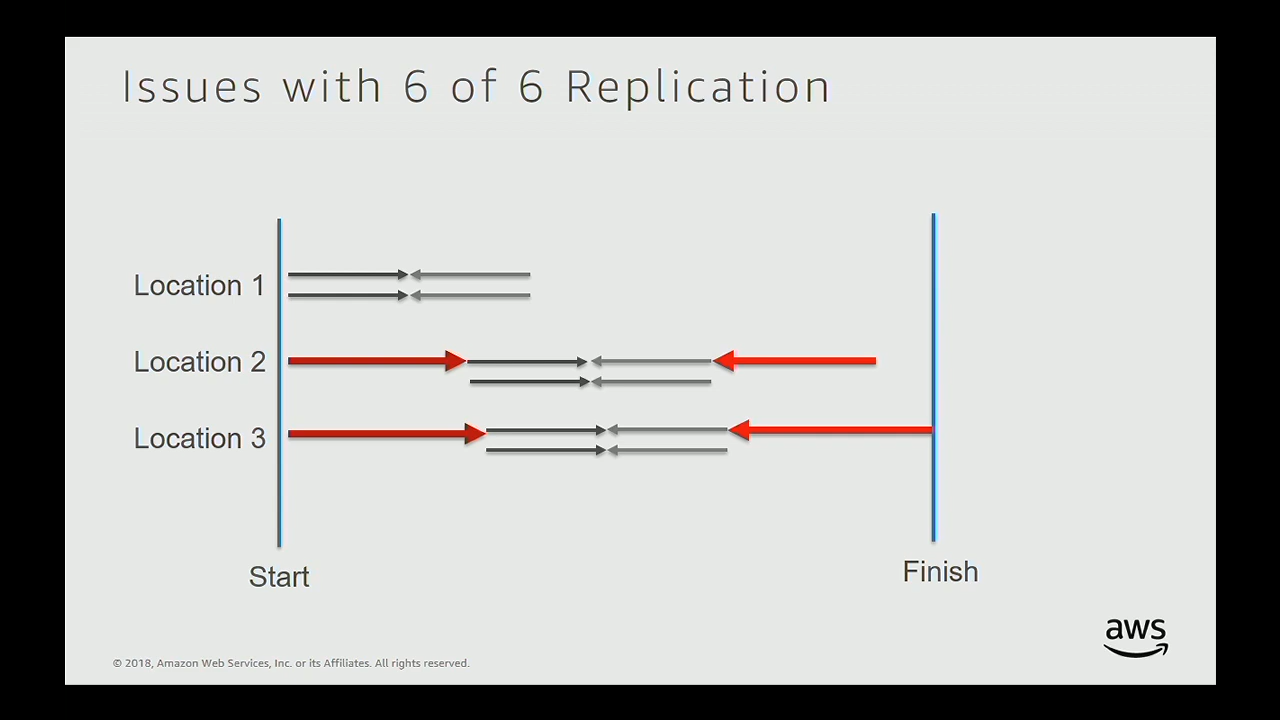 Issues with 6 of 6 Replication
Location 1
Location 2
Location 3
Start
Finish
aws
© 2018, Amazon Web Services, Inc. or its Affiliates. All rights reserved.